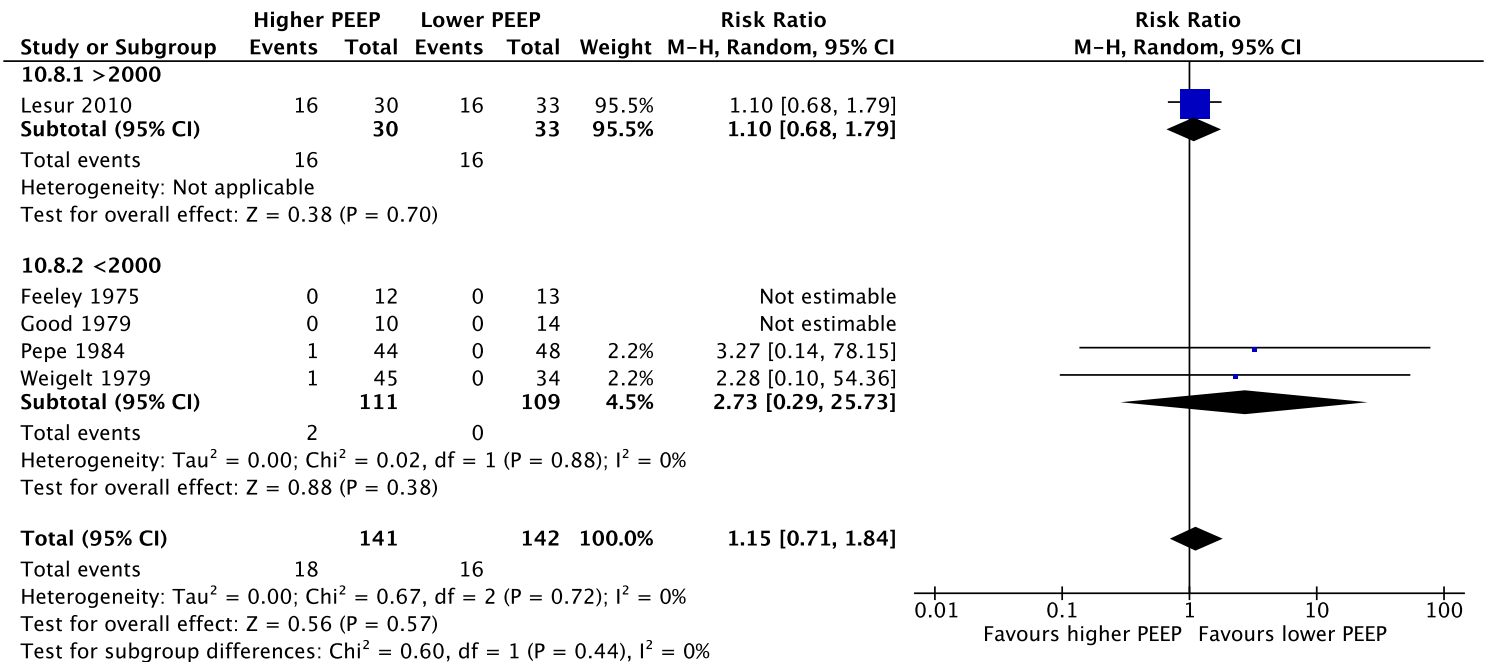 Higher PEEP Lower PEEP Risk Ratio Risk Ratio
Study or Subgroup Events Total Events Total Weight M-H, Random, 95% CI M-H, Random, 95% CI
10.8.1 >2000
Lesur 2010 16 30 16 33 95.5% 1.10 [0.68, 1.79]
Subtotal (95% CI) 30 33 95.5% 1.10 [0.68, 1.79]
Total events 16 16
Heterogeneity: Not applicable
Test for overall effect: Z = 0.38 (P = 0.70)
10.8.2 <2000
Feeley 1975 0 12 0 13 Not estimable
Good 1979 0 10 0 14 Not estimable
Pepe 1984 1 44 0 48 2.2% 3.27 [0.14, 78.15]
Weigelt 1979 1 45 0 34 2.2% 2.28 [0.10, 54.36]
Subtotal (95% CI) 111 109 4.5% 2.73 [0.29, 25.73]
Total events 2 0
Heterogeneity: Tau² = 0.00; Chi² = 0.02, df = 1 (P = 0.88); I² = 0%
Test for overall effect: Z = 0.88 (P = 0.38)
Total (95% CI) 141 142 100.0% 1.15 [0.71, 1.84]
Total events 18 16
Heterogeneity: Tau² = 0.00; Chi² = 0.67, df = 2 (P = 0.72); I² = 0%
Test for overall effect: Z = 0.56 (P = 0.57)
Test for subgroup differences: Chi² = 0.60, df = 1 (P = 0.44), I² = 0%
0.01 0.1 1 10 100
Favours higher PEEP Favours lower PEEP